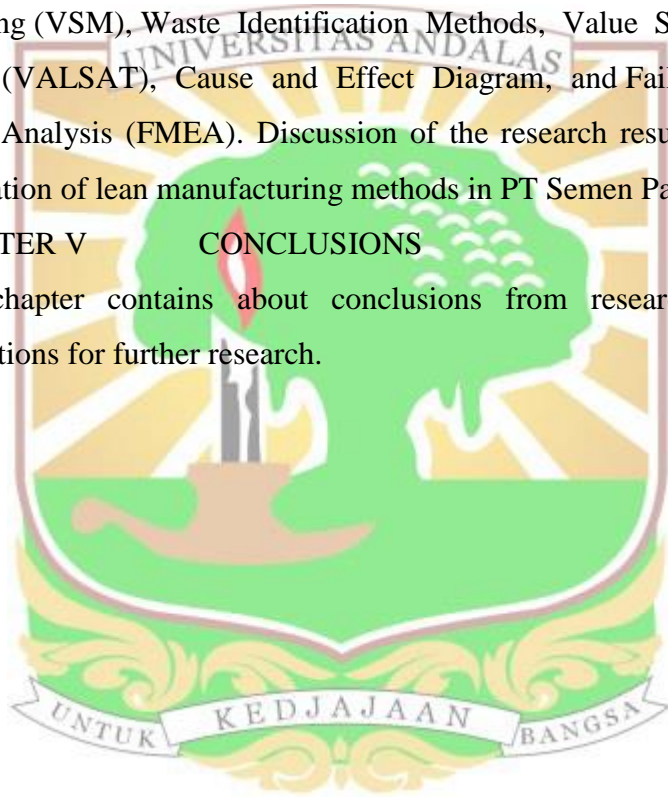 ng (VSM), Waste Identification Methods, Value S
UNIVERSITAS ANDALAS
(VALSAT), Cause and Effect Diagram, and Fail
Analysis (FMEA). Discussion of the research resu
ation of lean manufacturing methods in PT Semen Pa
TER V CONCLUSIONS
chapter contains about conclusions from resear
tions for further research.
UNTUK KEDJAJAAN BANGSA